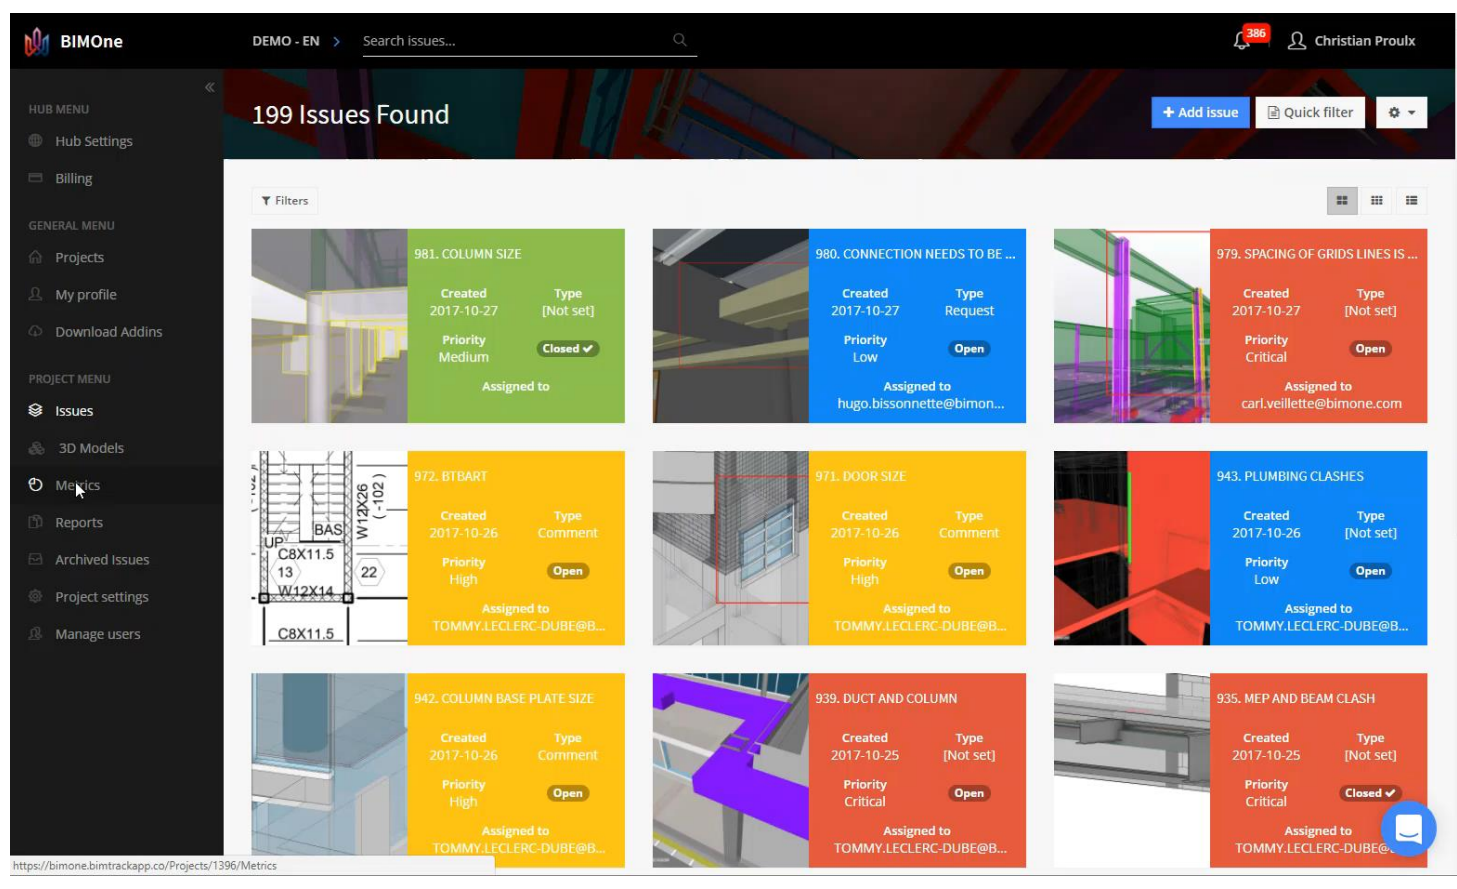 BIMOne
DEMO - EN > Search issues...
386
Christian Proulx
«
HUB MENU
Hub Settings
Billing
GENERAL MENU
Projects
My profile
Download Addins
PROJECT MENU
Issues
3D Models
Metrics
Reports
Archived Issues
Project settings
Manage users
199 Issues Found
+ Add issue
Quick filter
Filters
981. COLUMN SIZE
Created Type
2017-10-27 [Not set]
Priority
Medium
Closed ✔
Assigned to
980. CONNECTION NEEDS TO BE ...
Created Type
2017-10-27 Request
Priority
Low
Open
Assigned to
hugo.bissonnette@bimon...
979. SPACING OF GRIDS LINES IS ...
Created Type
2017-10-27 [Not set]
Priority
Critical
Open
Assigned to
carl.veillette@bimone.com
UP
BAS
C8X11.5
13
W12X14
C8X11.5
W12X26
(-102)
22
972. BTBART
Created Type
2017-10-26 Comment
Priority
High
Open
Assigned to
TOMMY.LECLERC-DUBE@B...
971. DOOR SIZE
Created Type
2017-10-26 Comment
Priority
High
Open
Assigned to
TOMMY.LECLERC-DUBE@B...
943. PLUMBING CLASHES
Created Type
2017-10-26 [Not set]
Priority
Low
Open
Assigned to
TOMMY.LECLERC-DUBE@B...
942. COLUMN BASE PLATE SIZE
Created Type
2017-10-26 Comment
Priority
High
Open
Assigned to
TOMMY.LECLERC-DUBE@B...
939. DUCT AND COLUMN
Created Type
2017-10-25 [Not set]
Priority
Critical
Open
Assigned to
TOMMY.LECLERC-DUBE@B...
935. MEP AND BEAM CLASH
Created Type
2017-10-25 [Not set]
Priority
Critical
Closed ✔
Assigned to
TOMMY.LECLERC-DUBE@
https://bimone.bimtrackapp.co/Projects/1396/Metrics